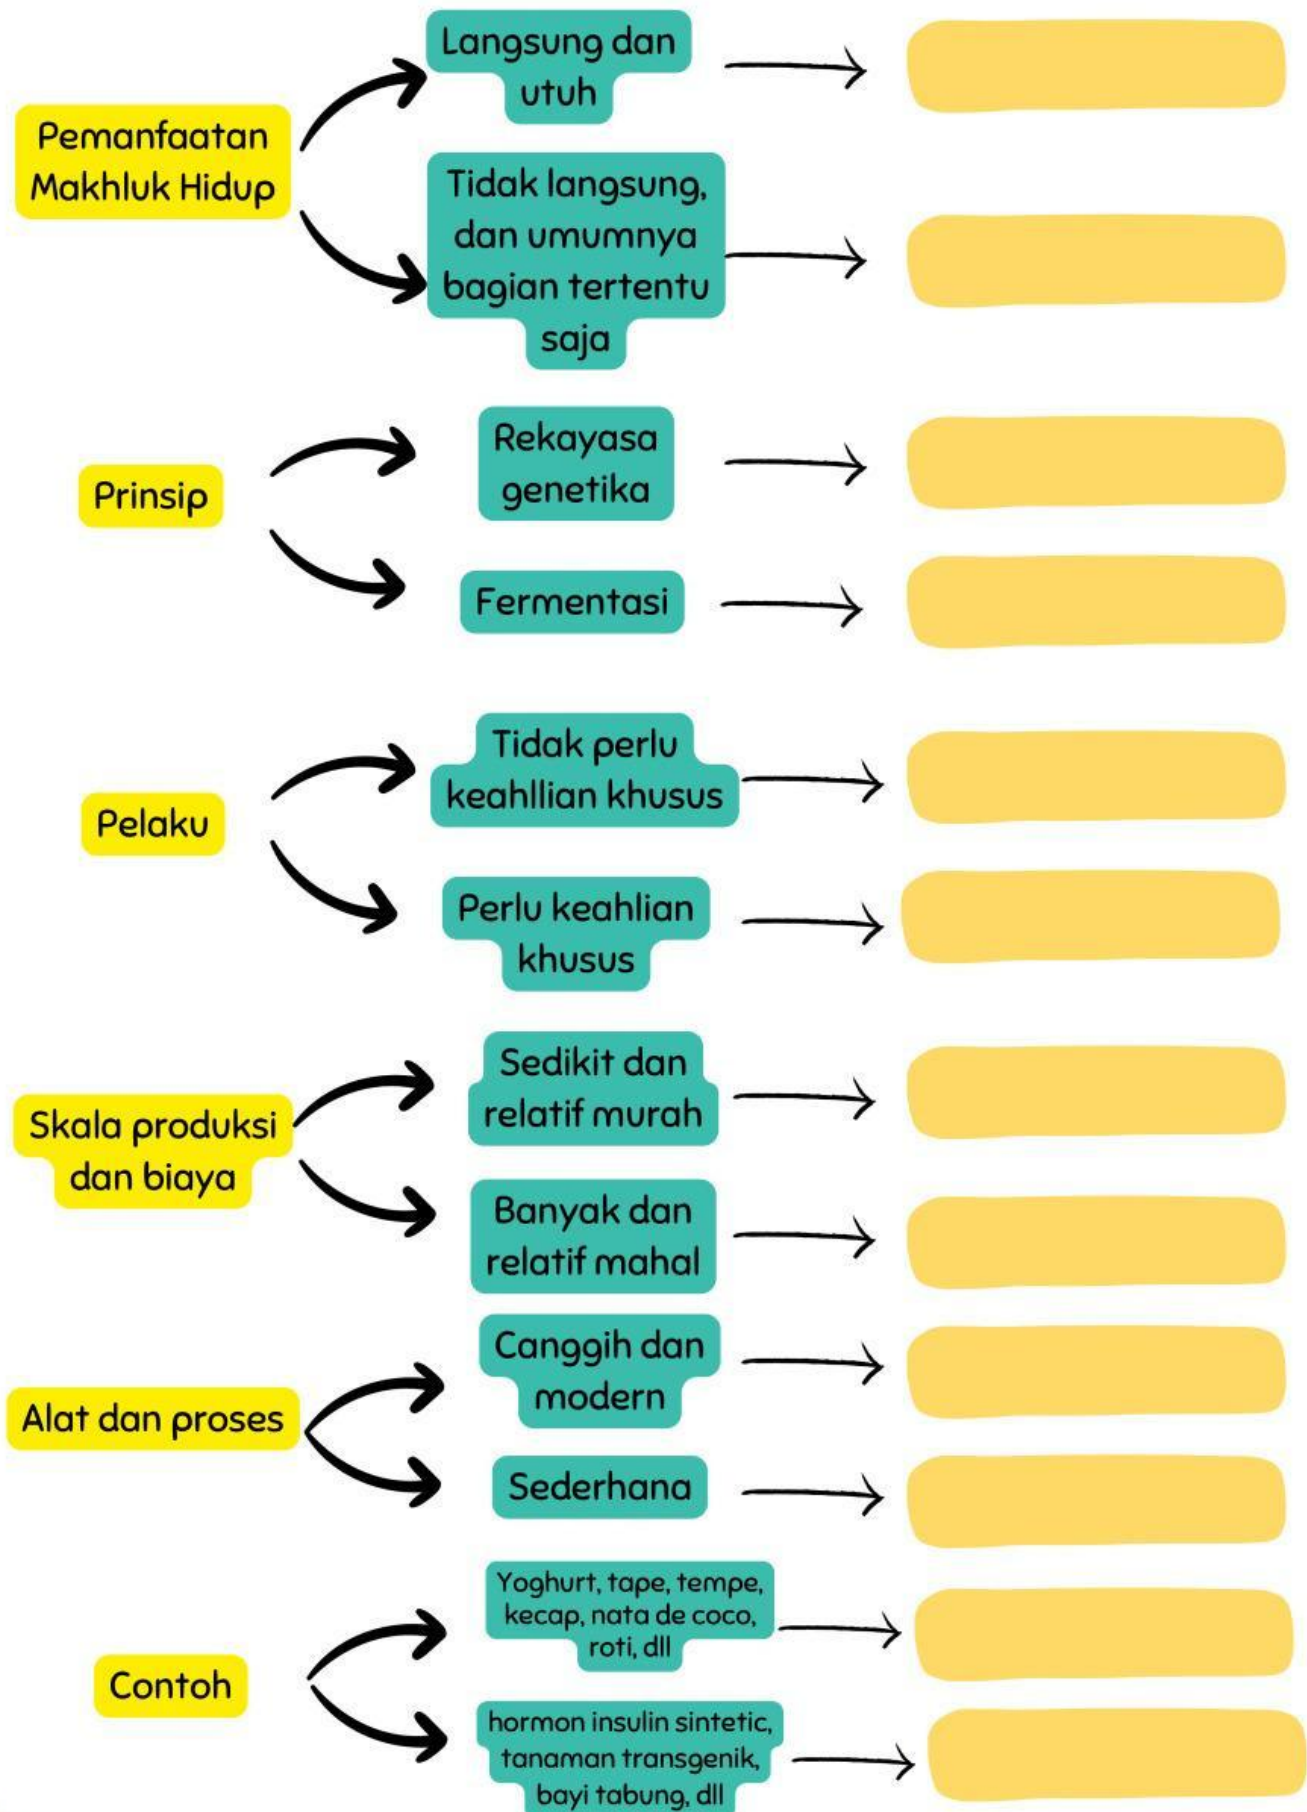 Pemanfaatan
Makhluk Hidup
Langsung dan
utuh
Tidak langsung,
dan umumnya
bagian tertentu
saja
Prinsip
Rekayasa
genetika
Fermentasi
Pelaku
Tidak perlu
keahllian khusus
Perlu keahlian
khusus
Skala produksi
dan biaya
Sedikit dan
relatif murah
Banyak dan
relatif mahal
Alat dan proses
Canggih dan
modern
Sederhana
Contoh
Yoghurt, tape, tempe,
kecap, nata de coco,
roti, dll
hormon insulin sintetic,
tanaman transgenik,
bayi tabung, dll